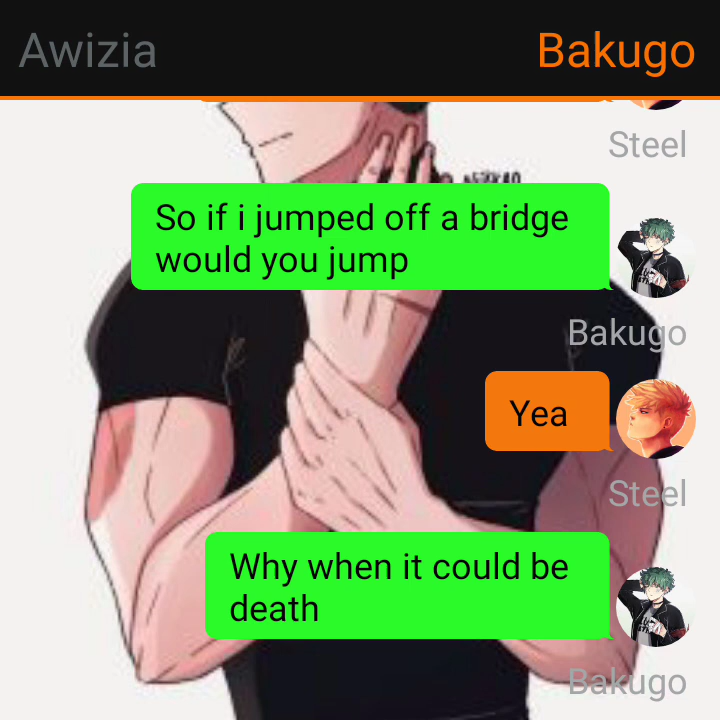 Awizia
Bakugo
Steel
So if i jumped off a bridge
would you jump
Bakugo
Yea
Steel
Why when it could be
death
Bakugo